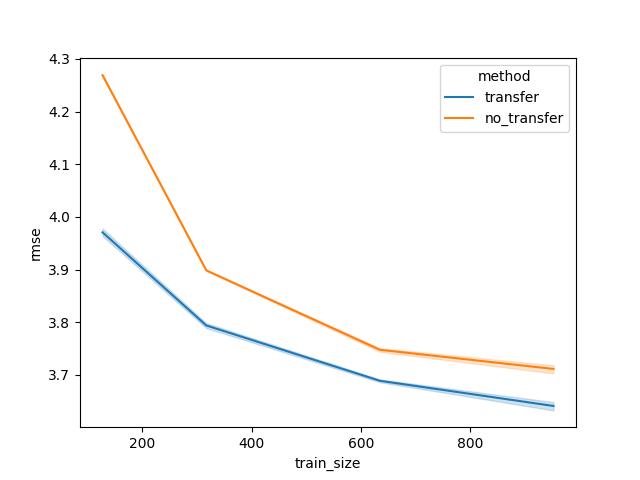 4.3
4.2
4.1
4.0
3.9
3.8
3.7
rmse
200
400
600
800
train_size
method
transfer
no_transfer